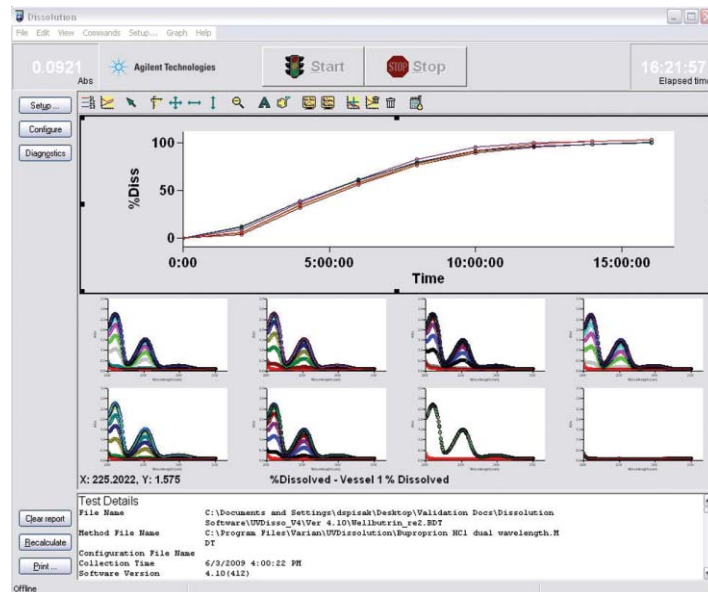 Dissolution
File Edit View Commands Setup... Graph Help
0.0921
Abs
Agilent Technologies
Start
STOP Stop
16:21:57
Elapsed time
Setup ...
Configure
Diagnostics
%Diss
100
50
0
0:00 5:00:00 10:00:00 15:00:00
Time
X: 225.2022, Y: 1.575 %Dissolved - Vessel 1 % Dissolved
Test Details
File Name C:\Documents and Settings\dspisak\Desktop\Validation Docs\Dissolution
Software\UVDisso_V4\Ver 4.10\Wellbutrin_re2.BDT
Method File Name C:\Program Files\Varian\UVDissolution\Buproprion HCl dual wavelength.M
DT
Configuration File Name
Collection Time 6/3/2009 4:00:22 PM
Software Version 4.10(412)
Clear report
Recalculate
Print ...
Offline